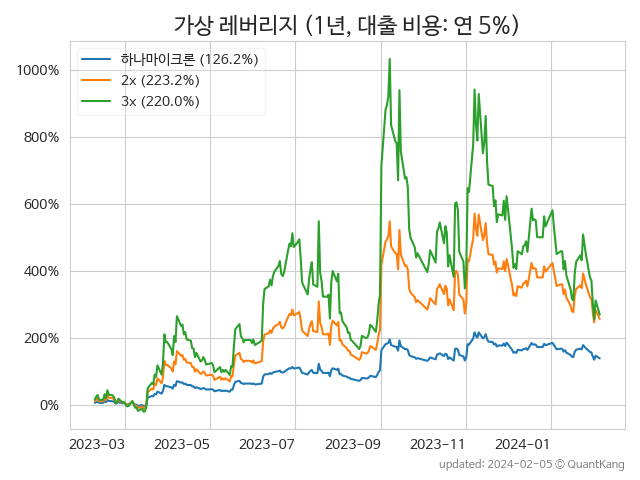 가상 레버리지 (1년, 대출 비용: 연 5%)
하나마이크론 (126.2%)
2x (223.2%)
3x (220.0%)
1000%
800%
600%
400%
200%
0%
2023-03 2023-05 2023-07 2023-09 2023-11 2024-01
updated: 2024-02-05 ⓒ QuantKang